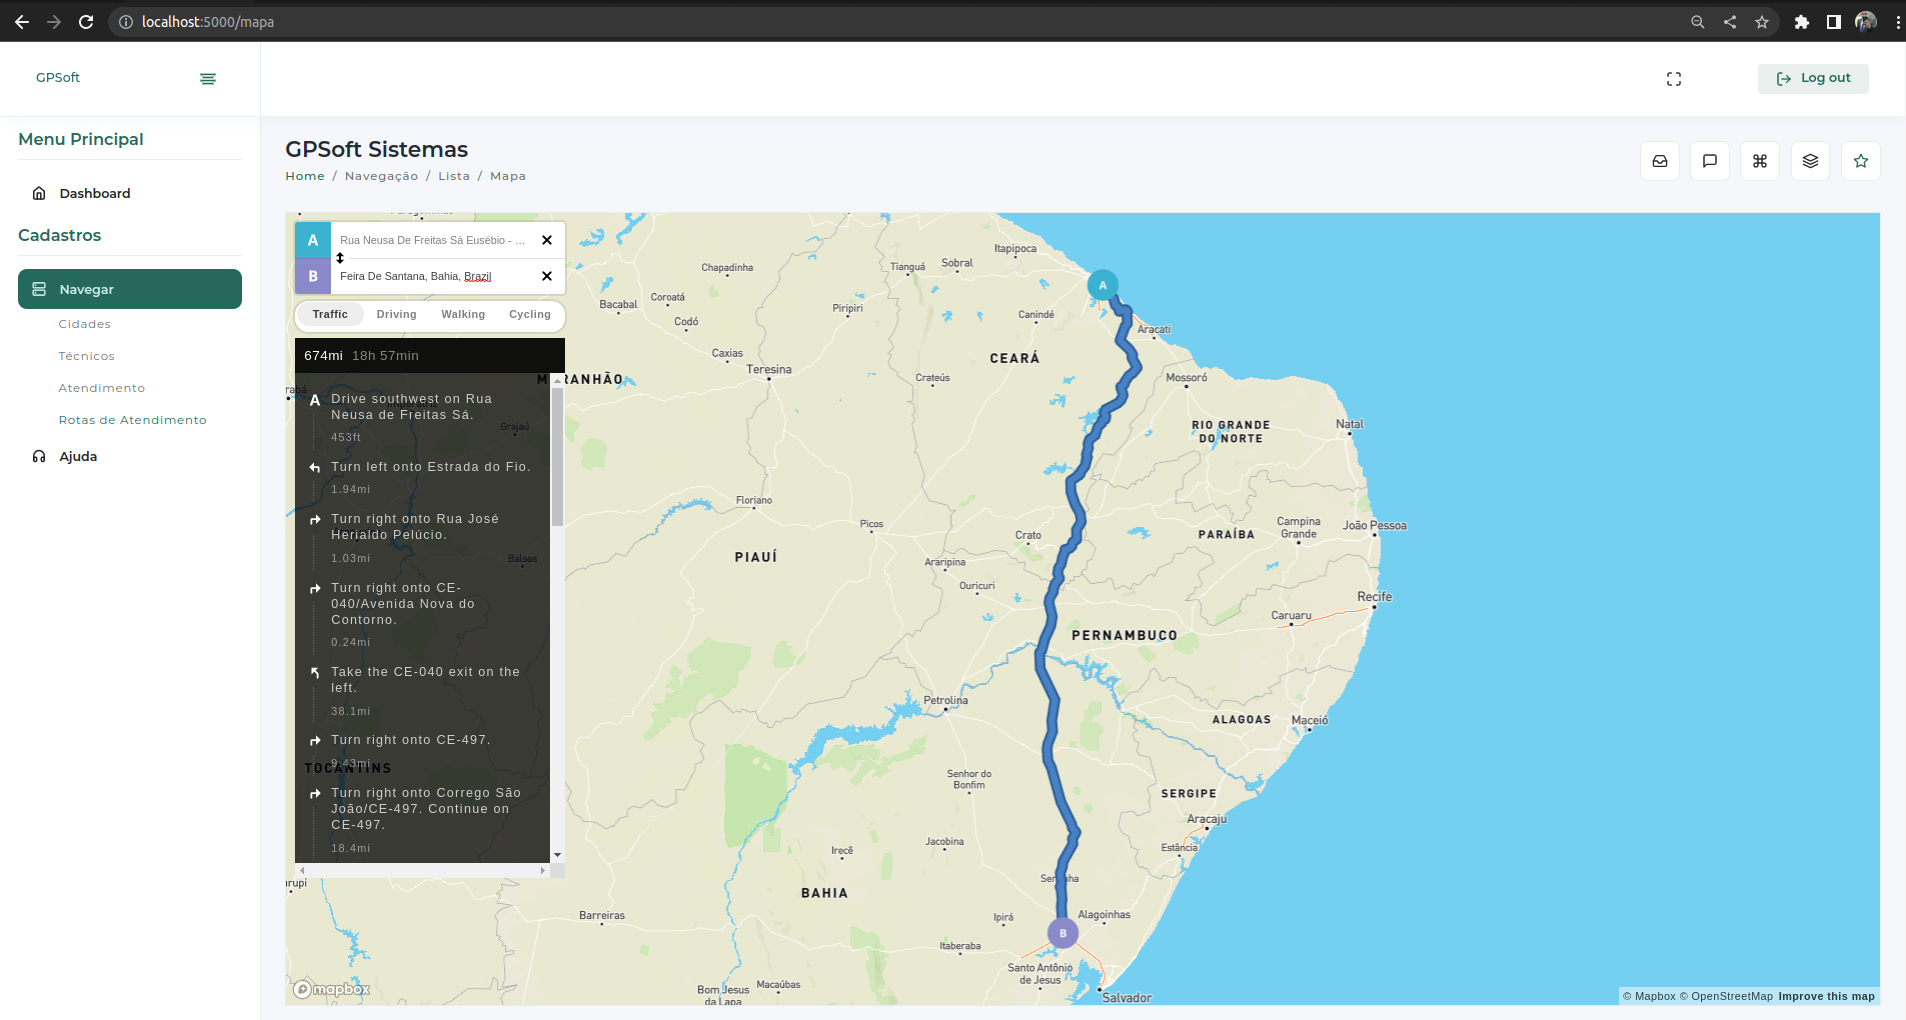 localhost:5000/mapa
GPSoft
Log out
Menu Principal
Dashboard
Cadastros
Navegar
Cidades
Técnicos
Atendimento
Rotas de Atendimento
Ajuda
GPSoft Sistemas
Home / Navegação / Lista / Mapa
A
Rua Neusa De Freitas Sá Eusébio - ...
B
Feira De Santana, Bahia, Brazil
Traffic Driving Walking Cycling
674mi 18h 57min
A
Drive southwest on Rua
Neusa de Freitas Sá.
453ft
Turn left onto Estrada do Fio.
1.94mi
Turn right onto Rua José
Heraldo Pelúcio.
1.03mi
Turn right onto CE-
040/Avenida Nova do
Contorno.
0.24mi
Take the CE-040 exit on the
left.
38.1mi
Turn right onto CE-497.
9.43mi
Turn right onto Corrego São
João/CE-497. Continue on
CE-497.
18.4mi
TOCANTINS
Grajaú
Balsas
Itapipoca
Chapadinha
Tianguá
Sobral
A
Bacabal
Coroatá
Codó
Piripiri
Canindé
Aracati
Caxias
CEARÁ
Teresina
Crateús
Mossoró
RIO GRANDE
DO NORTE
Natal
Floriano
Picos
Crato
Campina
Grande
João Pessoa
PARAÍBA
PIAUÍ
Araripina
Ouricuri
Recife
Caruaru
PERNAMBUCO
Petrolina
ALAGOAS
Maceió
Senhor do
Bonfim
SERGIPE
Aracaju
Jacobina
Irecê
Estância
BAHIA
Barreiras
Ipirá
Alagoinhas
B
Itaberaba
Santo Antônio
de Jesus
Bom Jesus
da Lapa
Macaúbas
Salvador
mapbox
© Mapbox © OpenStreetMap Improve this map